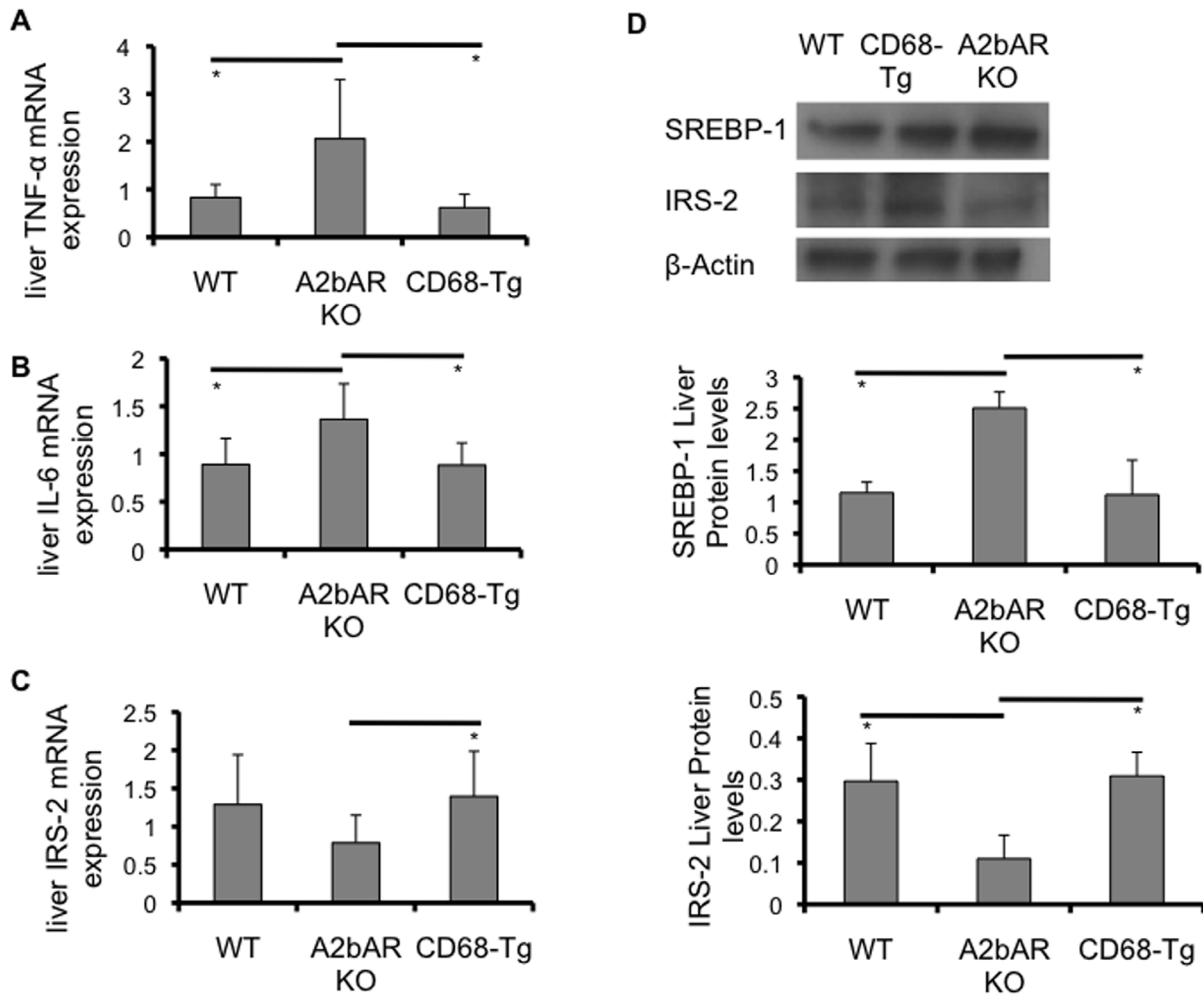 A
liver TNF-α mRNA
expression
4
3
2
1
0
*
*
WT
A2bAR
KO
CD68-Tg
B
liver IL-6 mRNA
expression
2
1.5
1
0.5
0
*
*
WT
A2bAR
KO
CD68-Tg
C
liver IRS-2 mRNA
expression
2.5
2
1.5
1
0.5
0
*
WT
A2bAR
KO
CD68-Tg
D
WT CD68- A2bAR
Tg KO
SREBP-1
IRS-2
β-Actin
SREBP-1 Liver
Protein levels
3
2.5
2
1.5
1
0.5
0
*
*
WT
A2bAR
KO
CD68-Tg
IRS-2 Liver Protein
levels
0.5
0.4
0.3
0.2
0.1
0
*
*
WT
A2bAR
KO
CD68-Tg